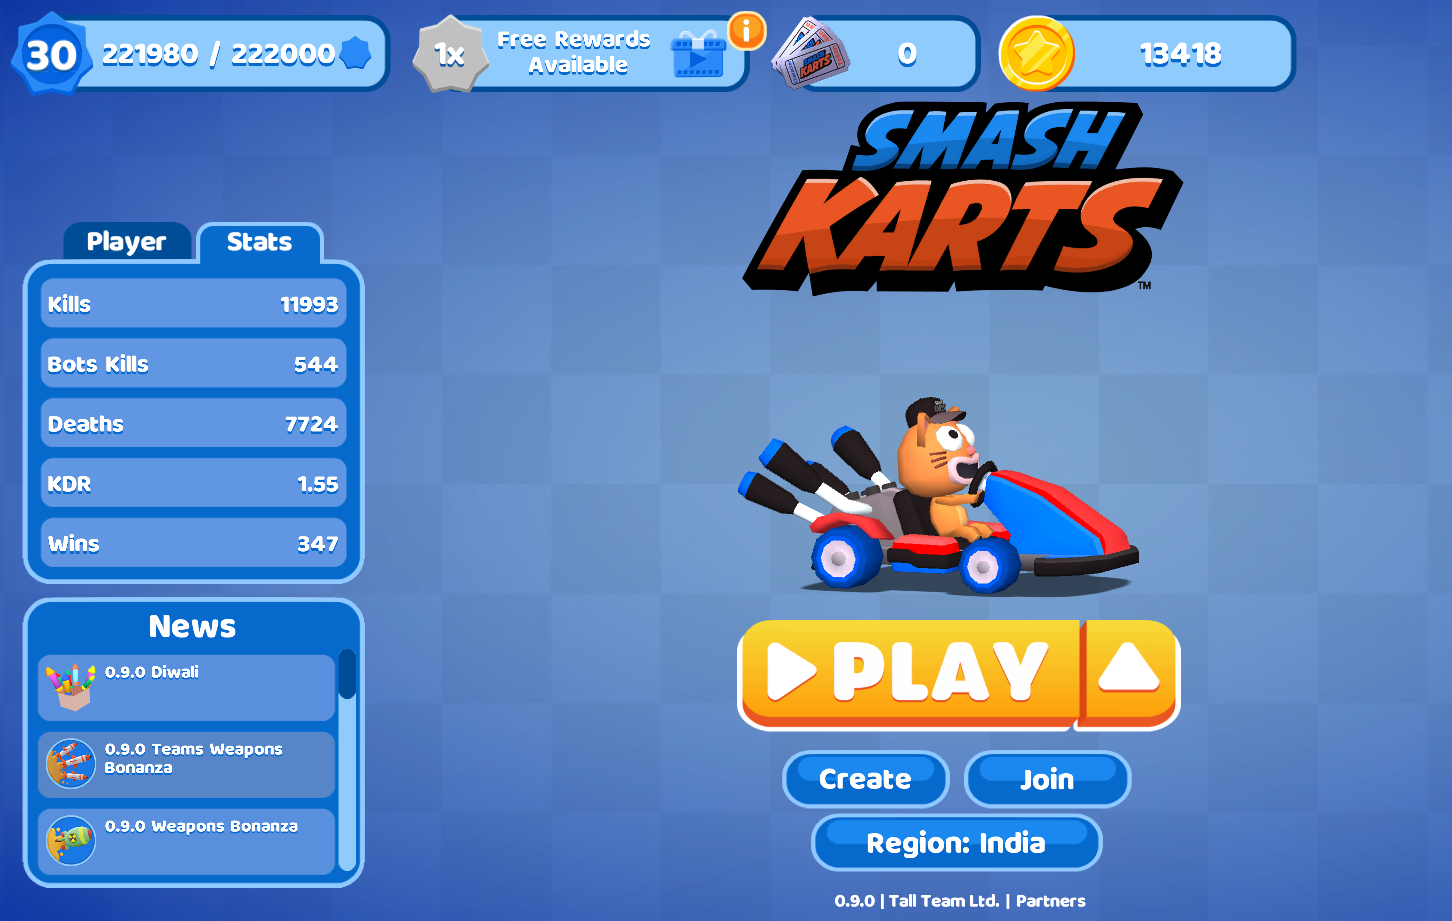 30
221980 / 222000
1x
Free Rewards
Available
i
0
13418
SMASH
KARTS
TM
Player
Stats
Kills 11993
Bots Kills 544
Deaths 7724
KDR 1.55
Wins 347
News
0.9.0 Diwali
0.9.0 Teams Weapons
Bonanza
0.9.0 Weapons Bonanza
PLAY
Create
Join
Region: India
0.9.0 | Tall Team Ltd. | Partners